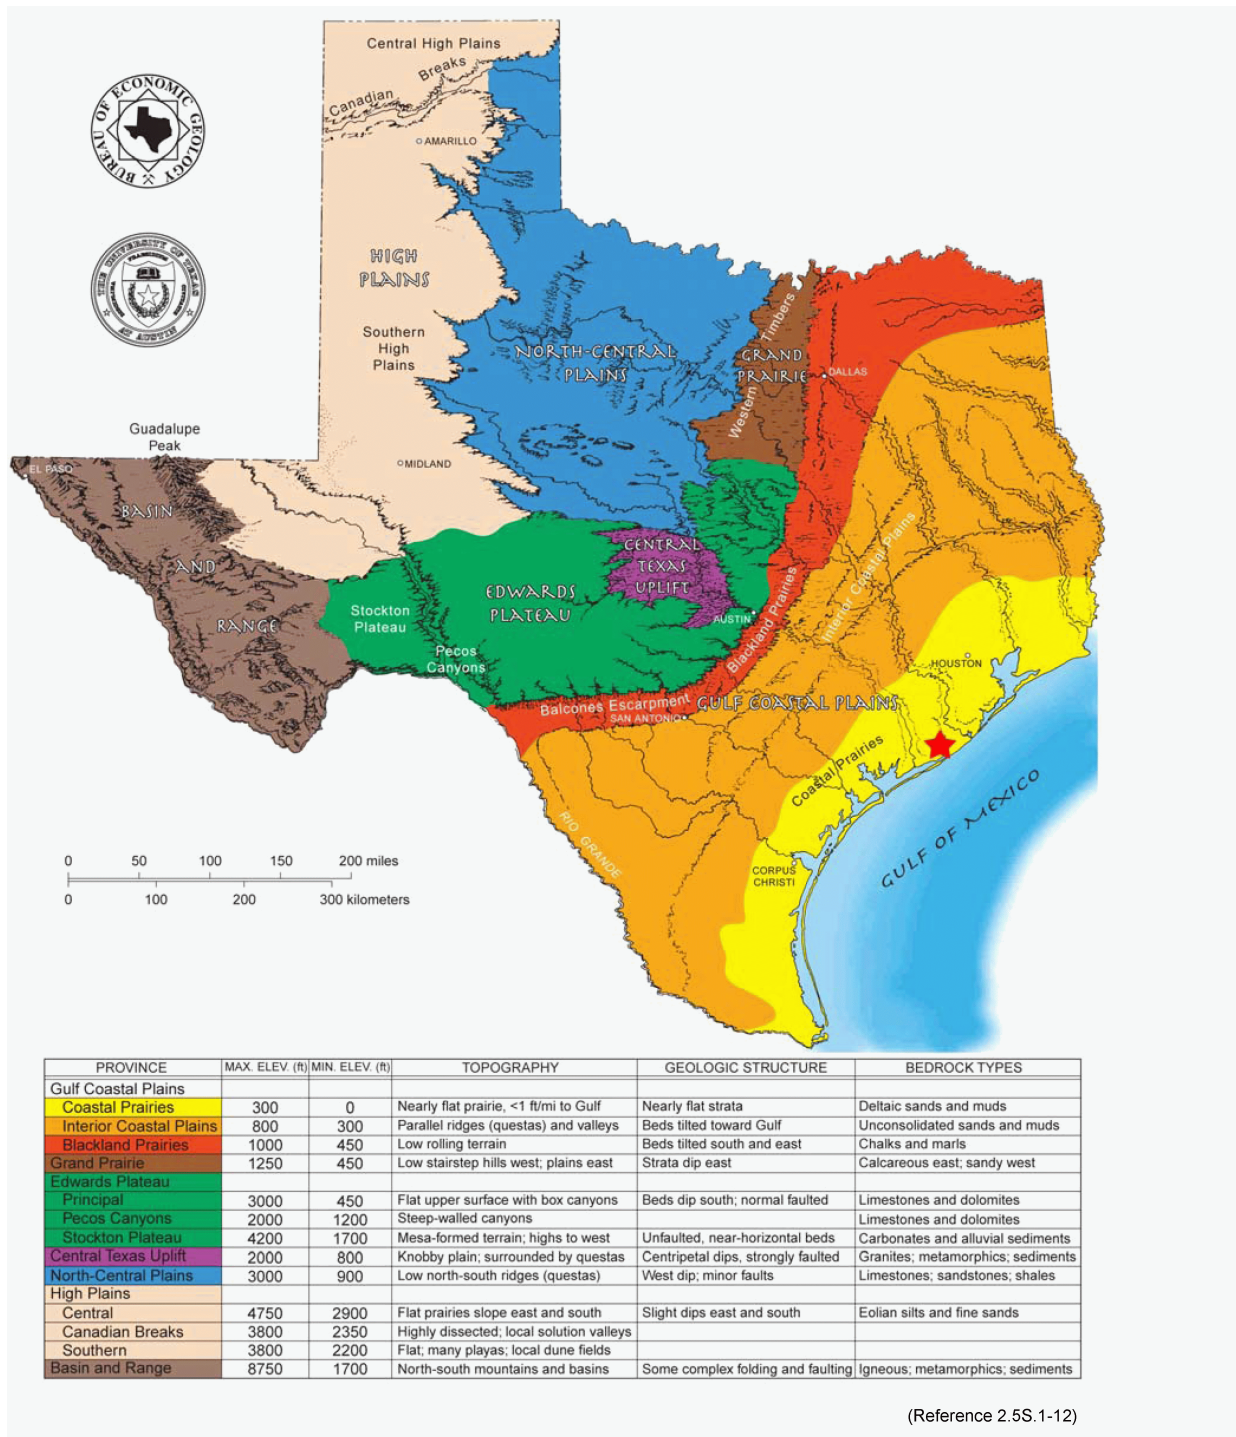 Central High Plains
Canadian Breaks
BUREAU OF ECONOMIC GEOLOGY
AMARILLO
THE UNIVERSITY OF TEXAS
AT AUSTIN
HIGH
PLAINS
Southern
High
Plains
NORTH-CENTRAL
PLAINS
Western Timbers
GRAND
PRAIRIE
DALLAS
Guadalupe
Peak
EL PASO
MIDLAND
BASIN
AND
RANGE
CENTRAL
TEXAS
UPLIFT
EDWARDS
PLATEAU
Stockton
Plateau
Pecos
Canyons
AUSTIN
Blackland Prairies
Interior Coastal Plains
HOUSTON
Balcones Escarpment
SAN ANTONIO
GULF COASTAL PLAINS
Coastal Prairies
GULF OF MEXICO
RIO GRANDE
CORPUS
CHRISTI
0 50 100 150 200 miles
0 100 200 300 kilometers
PROVINCE MAX. ELEV. (ft) MIN. ELEV. (ft) TOPOGRAPHY GEOLOGIC STRUCTURE BEDROCK TYPES
Gulf Coastal Plains
Coastal Prairies 300 0 Nearly flat prairie, <1 ft/mi to Gulf Nearly flat strata Deltaic sands and muds
Interior Coastal Plains 800 300 Parallel ridges (questas) and valleys Beds tilted toward Gulf Unconsolidated sands and muds
Blackland Prairies 1000 450 Low rolling terrain Beds tilted south and east Chalks and marls
Grand Prairie 1250 450 Low stairstep hills west; plains east Strata dip east Calcareous east; sandy west
Edwards Plateau
Principal 3000 450 Flat upper surface with box canyons Beds dip south; normal faulted Limestones and dolomites
Pecos Canyons 2000 1200 Steep-walled canyons Limestones and dolomites
Stockton Plateau 4200 1700 Mesa-formed terrain; highs to west Unfaulted, near-horizontal beds Carbonates and alluvial sediments
Central Texas Uplift 2000 800 Knobby plain; surrounded by questas Centripetal dips, strongly faulted Granites; metamorphics; sediments
North-Central Plains 3000 900 Low north-south ridges (questas) West dip; minor faults Limestones; sandstones; shales
High Plains
Central 4750 2900 Flat prairies slope east and south Slight dips east and south Eolian silts and fine sands
Canadian Breaks 3800 2350 Highly dissected; local solution valleys
Southern 3800 2200 Flat; many playas; local dune fields
Basin and Range 8750 1700 North-south mountains and basins Some complex folding and faulting Igneous; metamorphics; sediments
(Reference 2.5S.1-12)